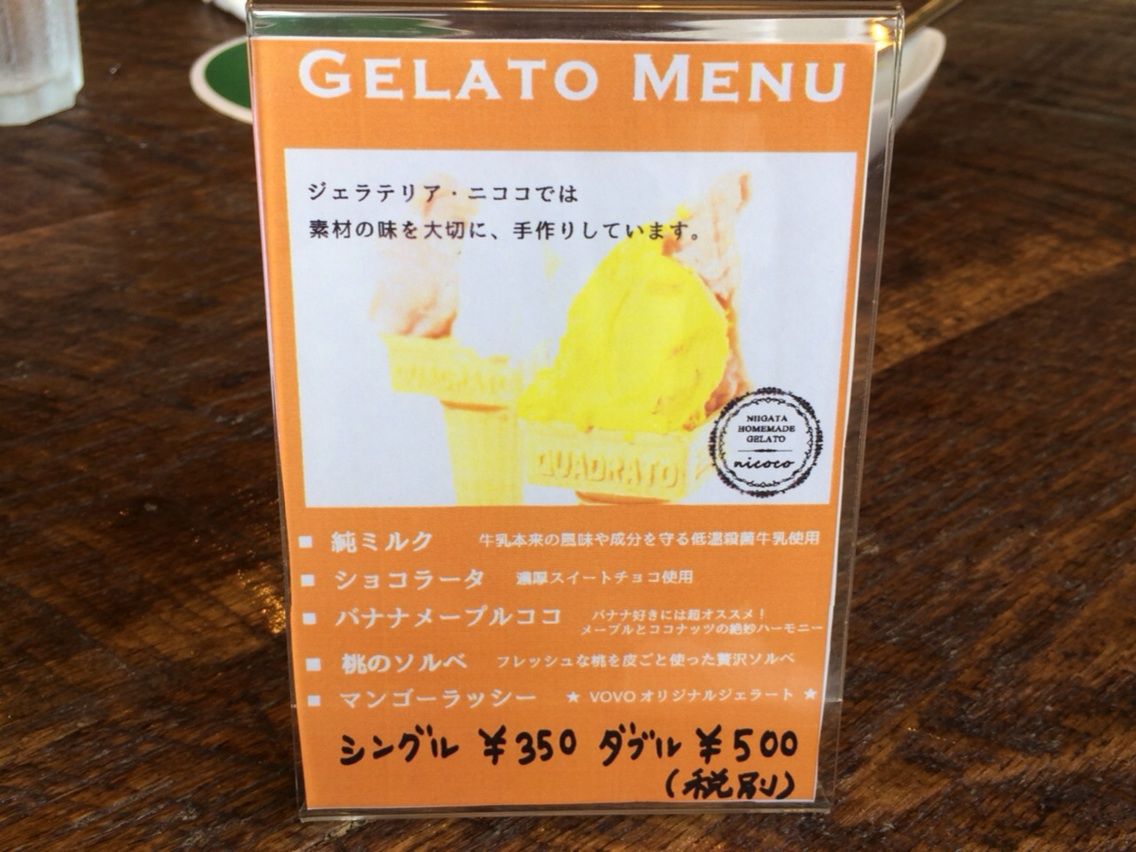 GELATO MENU
ジェラテリア・ニココでは
素材の味を大切に、手作りしています。
QUADRATO
QUADRATO
NIIGATA
HOMEMADE
GELATO
nicoco
■ 純ミルク 牛乳本来の風味や成分を守る低温殺菌牛乳使用
■ ショコラータ 濃厚スイートチョコ使用
■ バナナメープルココ バナナ好きには超オススメ!
メープルとココナッツの絶妙ハーモニー
■ 桃のソルベ フレッシュな桃を皮ごと使った贅沢ソルベ
■ マンゴーラッシー ★ VOVOオリジナルジェラート ★
シングル ¥350 ダブル ¥500
(税別)